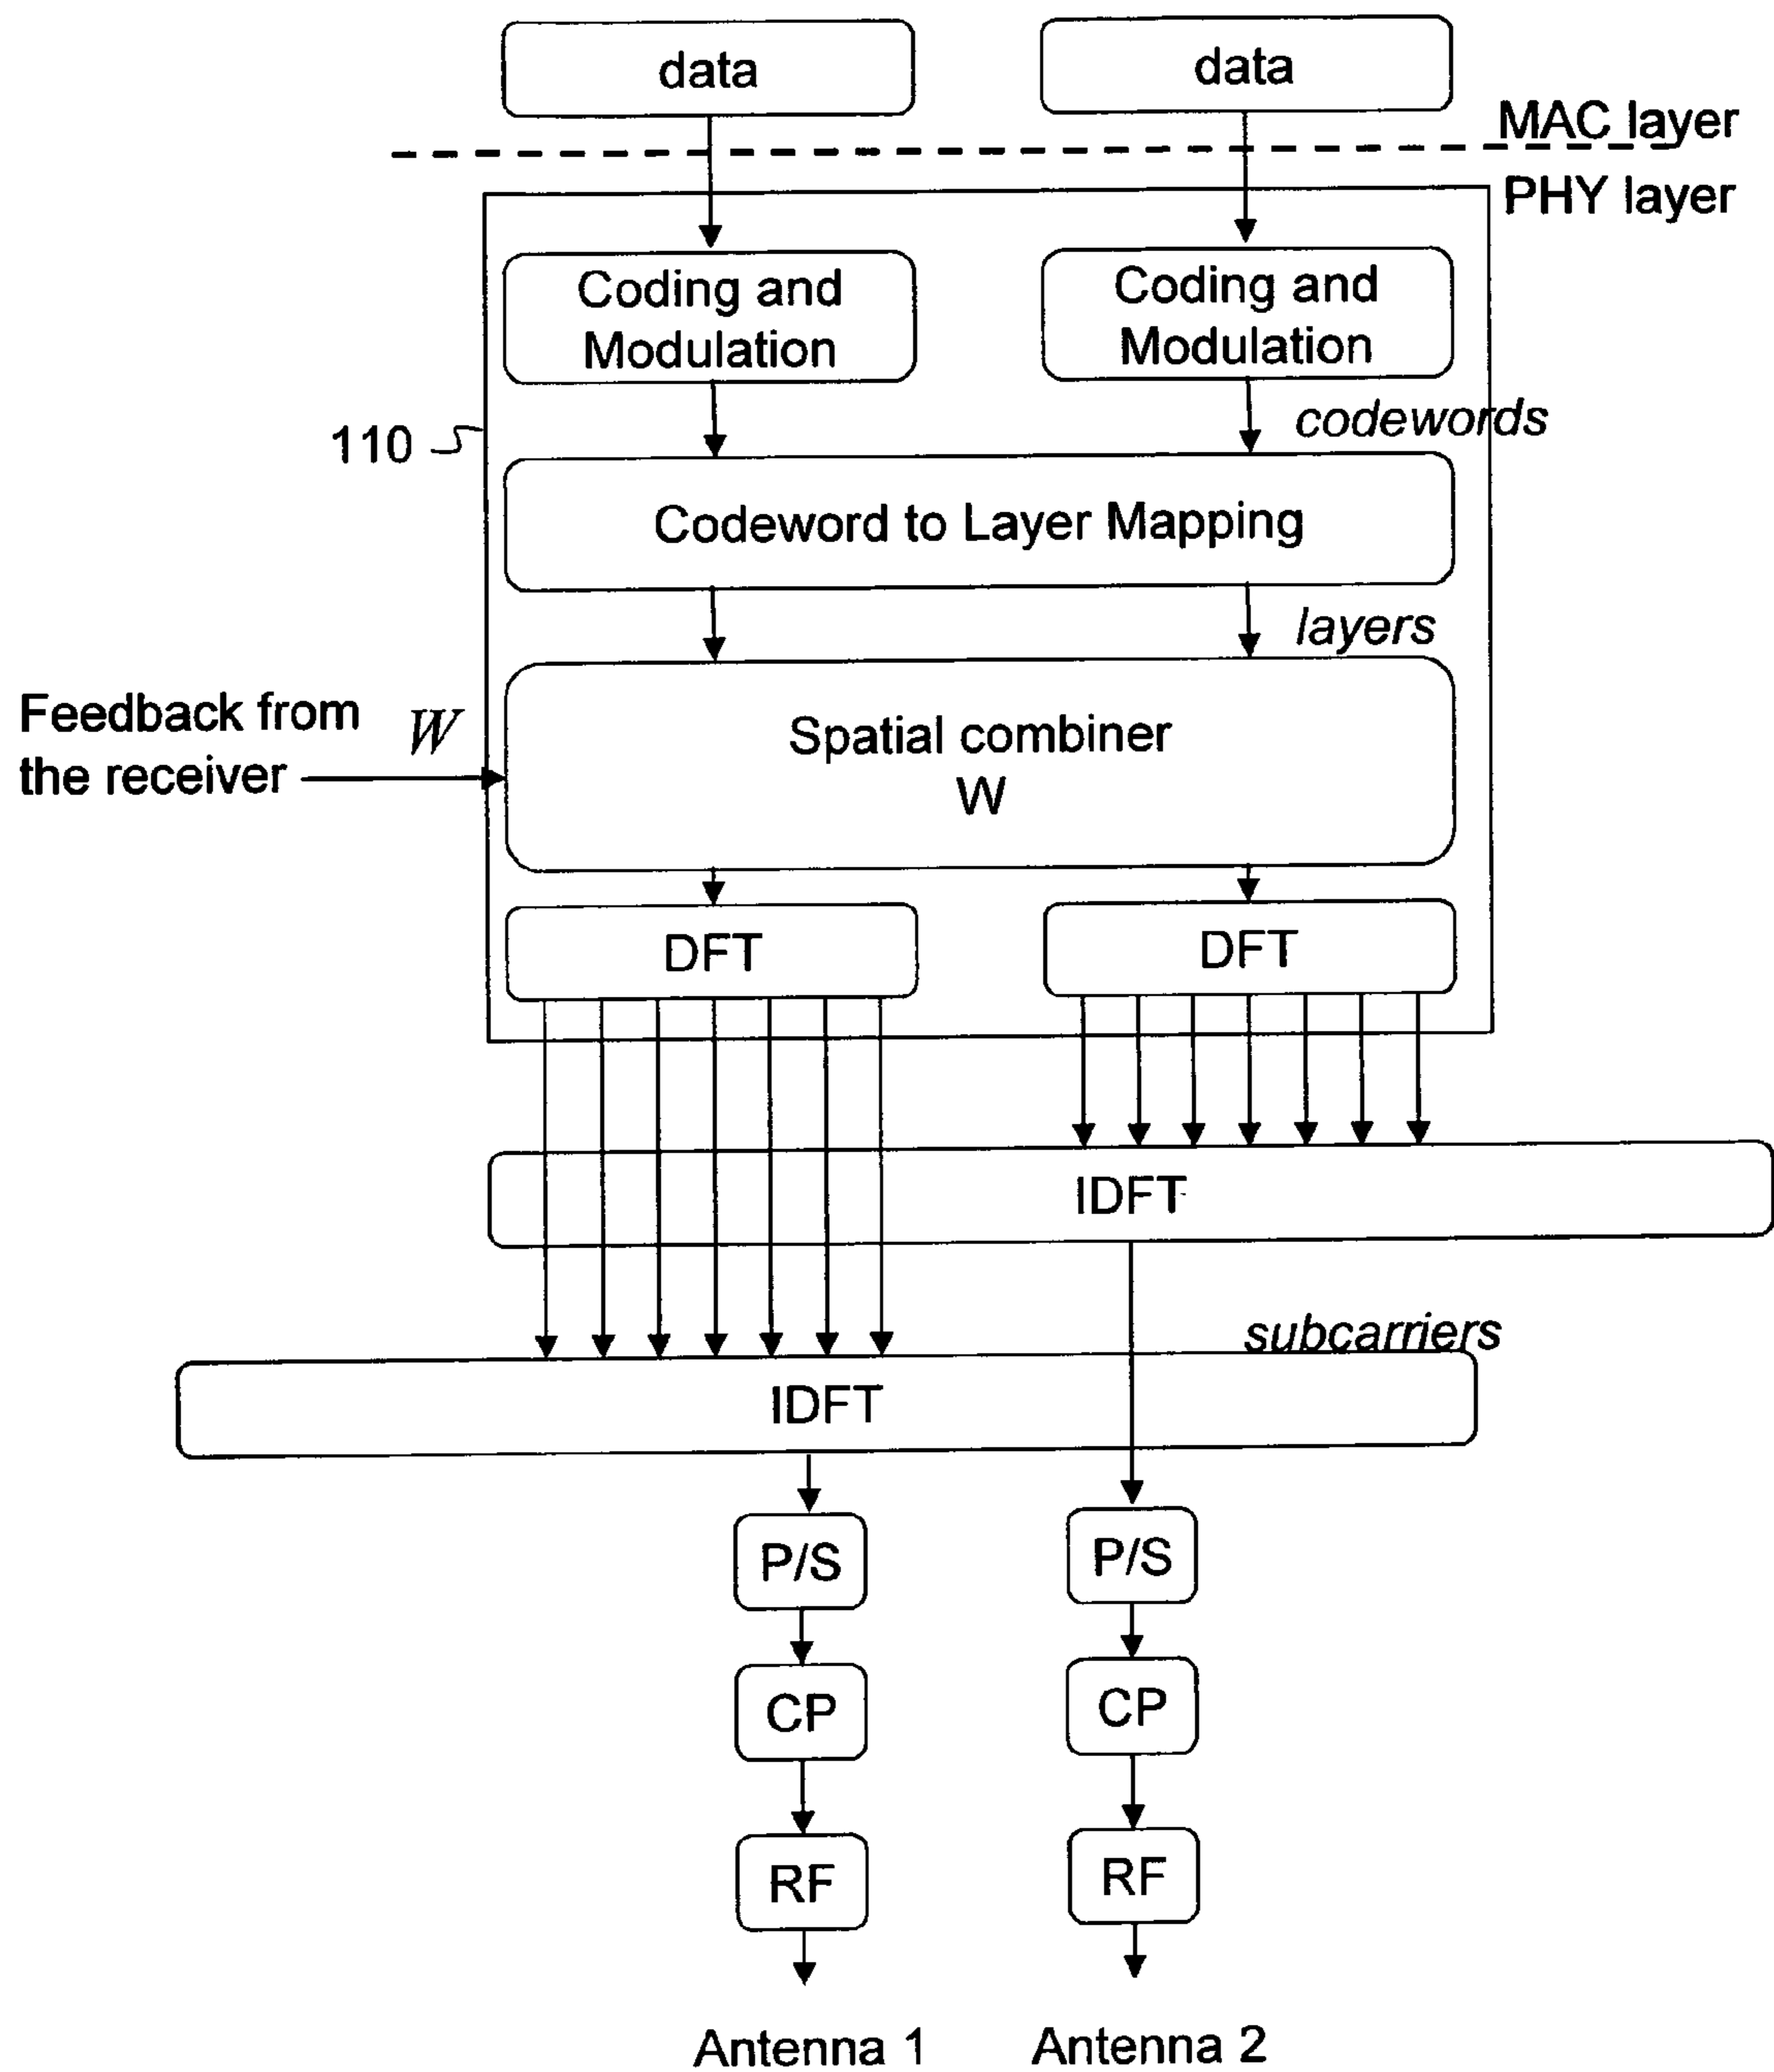 data
data
MAC layer
PHY layer
Coding and
Modulation
Coding and
Modulation
codewords
110
Codeword to Layer Mapping
layers
Feedback from
the receiver
W
Spatial combiner
W
DFT
DFT
IDFT
subcarriers
IDFT
P/S
P/S
CP
CP
RF
RF
Antenna 1
Antenna 2